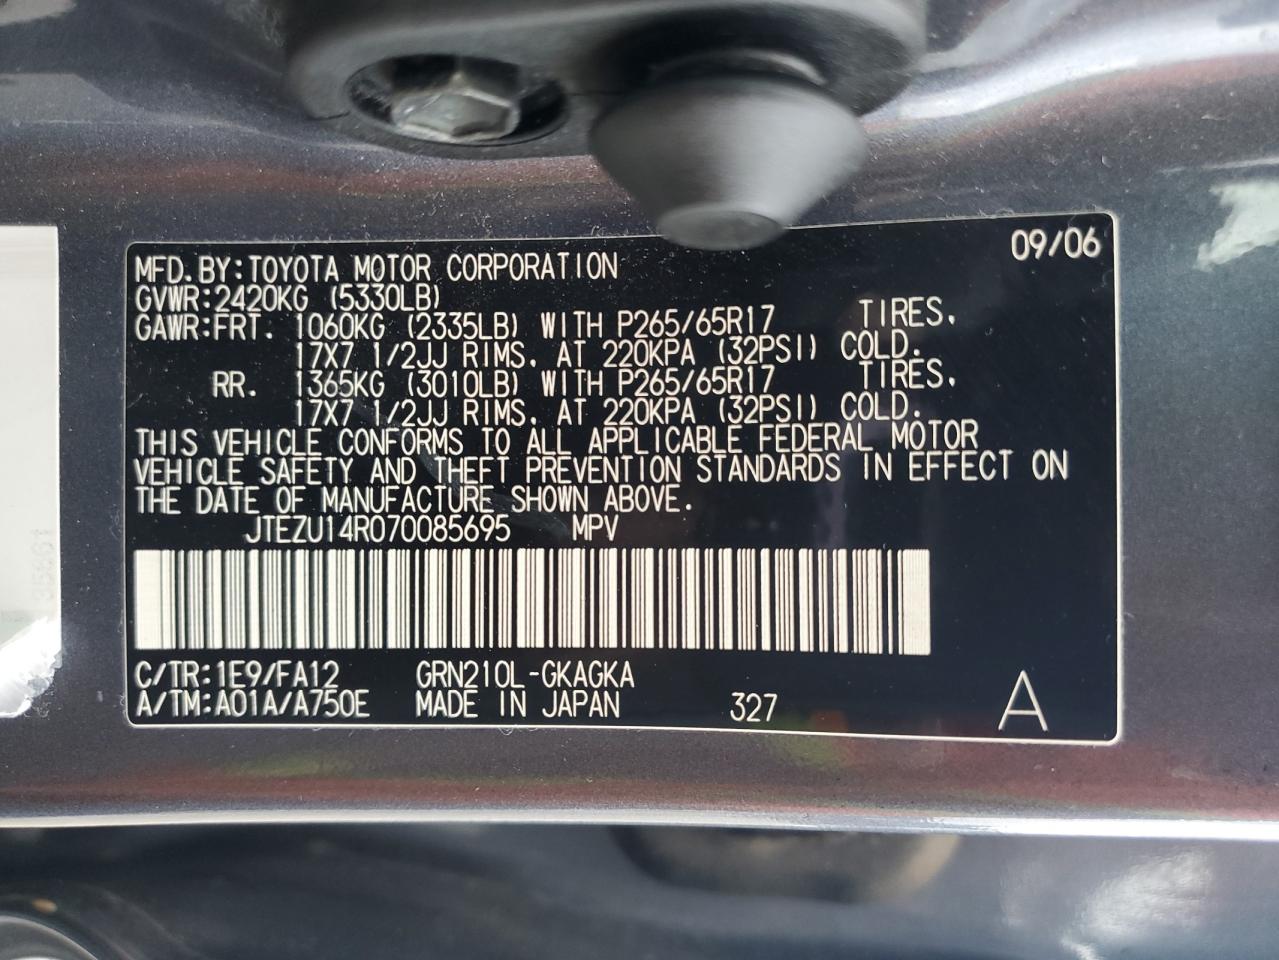 09/06
MFD.BY:TOYOTA MOTOR CORPORATION
GVWR:2420KG (5330LB)
GAWR:FRT. 1060KG (2335LB) WITH P265/65R17 TIRES,
17X7 1/2JJ RIMS, AT 220KPA (32PSI) COLD.
RR. 1365KG (3010LB) WITH P265/65R17 TIRES,
17X7 1/2JJ RIMS, AT 220KPA (32PSI) COLD.
THIS VEHICLE CONFORMS TO ALL APPLICABLE FEDERAL MOTOR
VEHICLE SAFETY AND THEFT PREVENTION STANDARDS IN EFFECT ON
THE DATE OF MANUFACTURE SHOWN ABOVE.
JTEZU14R070085695 MPV
C/TR:1E9/FA12 GRN210L-GKAGKA
A/TM:A01A/A750E MADE IN JAPAN 327 A